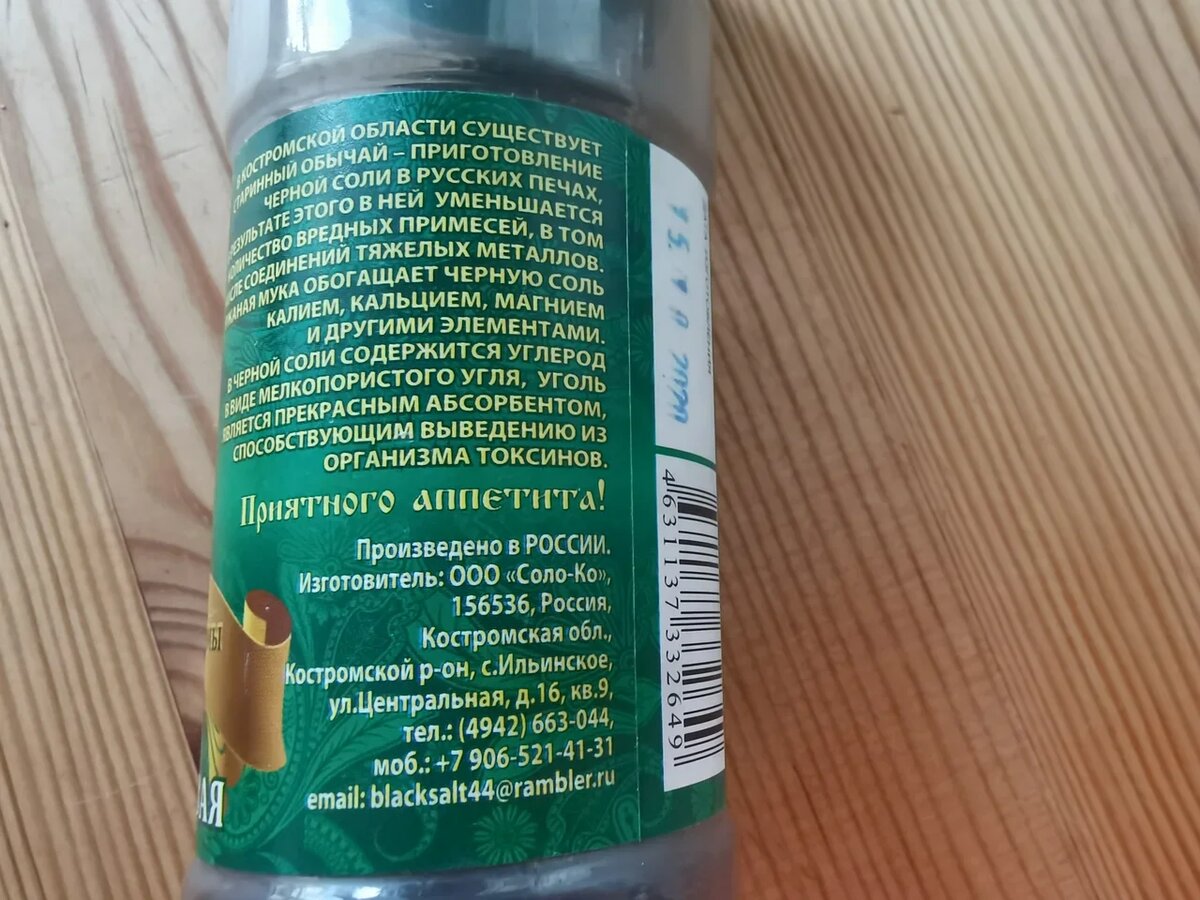 В КОСТРОМСКОЙ ОБЛАСТИ СУЩЕСТВУЕТ
СТАРИННЫЙ ОБЫЧАЙ – ПРИГОТОВЛЕНИЕ
ЧЕРНОЙ СОЛИ В РУССКИХ ПЕЧАХ,
ЭТОГО В НЕЙ УМЕНЬШАЕТСЯ
ВРЕДНЫХ ПРИМЕСЕЙ, В ТОМ
СОЕДИНЕНИЙ ТЯЖЕЛЫХ МЕТАЛЛОВ.
МУКА ОБОГАЩАЕТ ЧЕРНУЮ СОЛЬ
КАЛИЕМ, КАЛЬЦИЕМ, МАГНИЕМ
И ДРУГИМИ ЭЛЕМЕНТАМИ.
В ЧЕРНОЙ СОЛИ СОДЕРЖИТСЯ УГЛЕРОД
В ВИДЕ МЕЛКОПОРИСТОГО УГЛЯ, УГОЛЬ
ЯВЛЯЕТСЯ ПРЕКРАСНЫМ АБСОРБЕНТОМ,
СПОСОБСТВУЮЩИМ ВЫВЕДЕНИЮ ИЗ
ОРГАНИЗМА ТОКСИНОВ.
Приятного аппетита!
Произведено в РОССИИ.
Изготовитель: ООО «Соло-Ко»,
156536, Россия,
Костромская обл.,
Костромской р-он, с.Ильинское,
ул.Центральная, д.16, кв.9,
тел.: (4942) 663-044,
моб.: +7 906-521-41-31
email: blacksalt44@rambler.ru
4631137332649